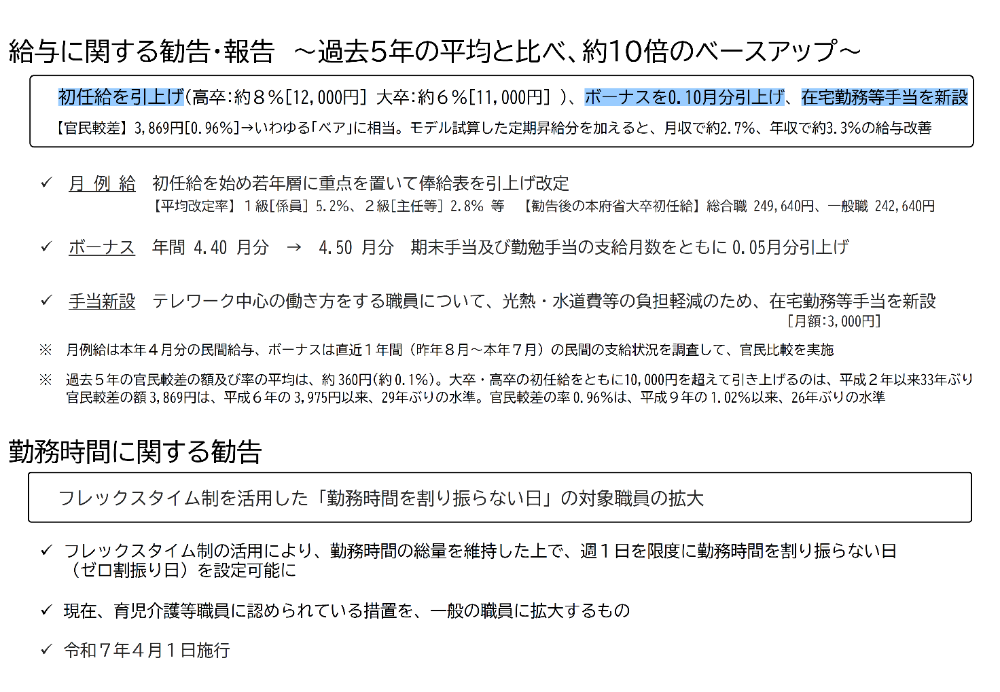 給与に関する勧告・報告　～過去５年の平均と比べ、約１０倍のベースアップ～
初任給を引上げ(高卒：約８％[12,000円] 大卒：約６％[11,000円] )、ボーナスを0.10月分引上げ、在宅勤務等手当を新設
【官民較差】3,869円[0.96％]→いわゆる「ベア」に相当。モデル試算した定期昇給分を加えると、月収で約2.7％、年収で約3.3％の給与改善
✓ 月 例 給　初任給を始め若年層に重点を置いて俸給表を引上げ改定
【平均改定率】１級[係員] 5.2％、２級[主任等] 2.8％ 等　【勧告後の本府省大卒初任給】総合職 249,640円、一般職 242,640円
✓ ボーナス　年間 4.40 月分　→　4.50 月分　期末手当及び勤勉手当の支給月数をともに 0.05月分引上げ
✓ 手当新設　テレワーク中心の働き方をする職員について、光熱・水道費等の負担軽減のため、在宅勤務等手当を新設
[月額：3,000円]
※　月例給は本年４月分の民間給与、ボーナスは直近１年間（昨年８月～本年７月）の民間の支給状況を調査して、官民比較を実施
※　過去５年の官民較差の額及び率の平均は、約 360円(約 0.1％)。大卒・高卒の初任給をともに10,000円を超えて引き上げるのは、平成２年以来33年ぶり
官民較差の額 3,869円は、平成６年の 3,975円以来、29年ぶりの水準。官民較差の率 0.96％は、平成９年の 1.02％以来、26年ぶりの水準
勤務時間に関する勧告
フレックスタイム制を活用した「勤務時間を割り振らない日」の対象職員の拡大
✓ フレックスタイム制の活用により、勤務時間の総量を維持した上で、週１日を限度に勤務時間を割り振らない日
（ゼロ割振り日）を設定可能に
✓ 現在、育児介護等職員に認められている措置を、一般の職員に拡大するもの
✓ 令和７年４月１日施行